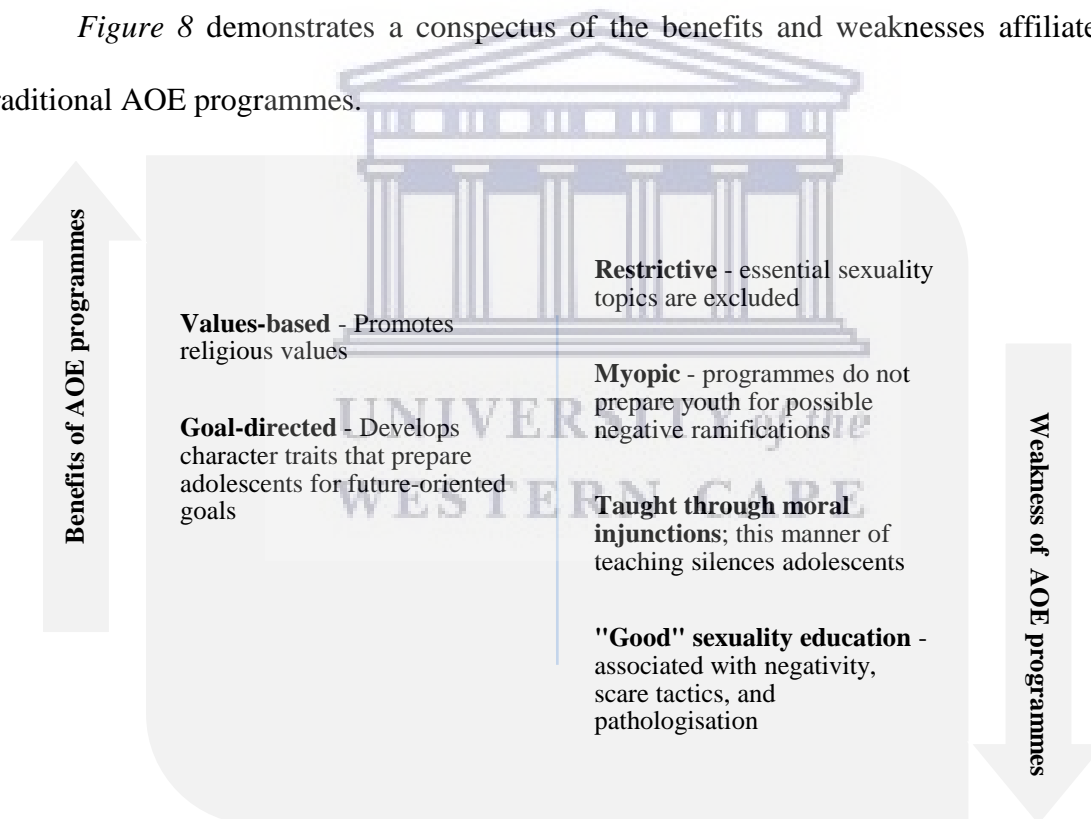 Figure 8 demonstrates a conspectus of the benefits and weaknesses affiliate
raditional AOE programmes.
Benefits of AOE programmes
Values-based - Promotes
religious values
Goal-directed - Develops
character traits that prepare
adolescents for future-oriented
goals
Restrictive - essential sexuality
topics are excluded
Myopic - programmes do not
prepare youth for possible
negative ramifications
Taught through moral
injunctions; this manner of
teaching silences adolescents
"Good" sexuality education -
associated with negativity,
scare tactics, and
pathologisation
Weakness of AOE programmes
UNIVERSITY of the
WESTERN CAPE